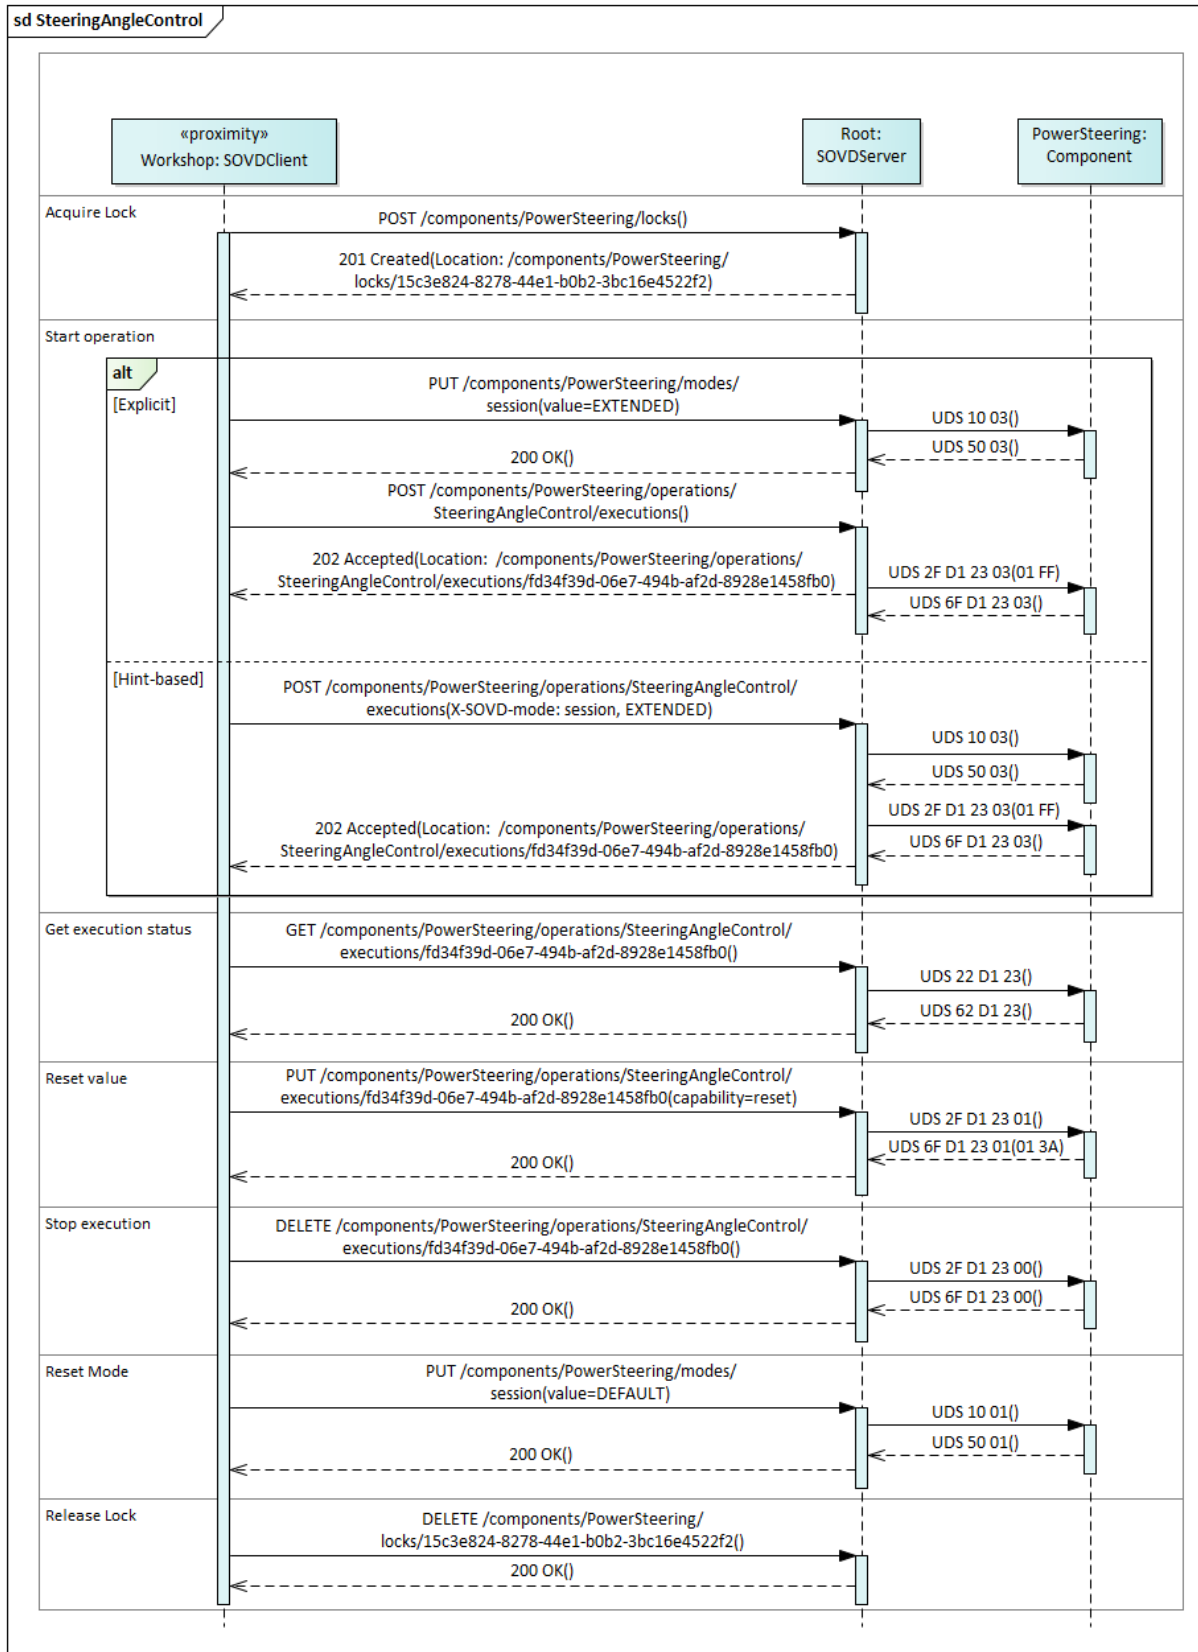 sd SteeringAngleControl
«proximity»
Workshop: SOVDClient
Root:
SOVDServer
PowerSteering:
Component
Acquire Lock
POST /components/PowerSteering/locks()
201 Created(Location: /components/PowerSteering/
locks/15c3e824-8278-44e1-b0b2-3bc16e4522f2)
Start operation
alt
[Explicit]
PUT /components/PowerSteering/modes/
session(value=EXTENDED)
UDS 10 03()
UDS 50 03()
200 OK()
POST /components/PowerSteering/operations/
SteeringAngleControl/executions()
202 Accepted(Location:  /components/PowerSteering/operations/
SteeringAngleControl/executions/fd34f39d-06e7-494b-af2d-8928e1458fb0)
UDS 2F D1 23 03(01 FF)
UDS 6F D1 23 03()
[Hint-based]
POST /components/PowerSteering/operations/SteeringAngleControl/
executions(X-SOVD-mode: session, EXTENDED)
UDS 10 03()
UDS 50 03()
UDS 2F D1 23 03(01 FF)
UDS 6F D1 23 03()
202 Accepted(Location:  /components/PowerSteering/operations/
SteeringAngleControl/executions/fd34f39d-06e7-494b-af2d-8928e1458fb0)
Get execution status
GET /components/PowerSteering/operations/SteeringAngleControl/
executions/fd34f39d-06e7-494b-af2d-8928e1458fb0()
UDS 22 D1 23()
UDS 62 D1 23()
200 OK()
Reset value
PUT /components/PowerSteering/operations/SteeringAngleControl/
executions/fd34f39d-06e7-494b-af2d-8928e1458fb0(capability=reset)
UDS 2F D1 23 01()
UDS 6F D1 23 01(01 3A)
200 OK()
Stop execution
DELETE /components/PowerSteering/operations/SteeringAngleControl/
executions/fd34f39d-06e7-494b-af2d-8928e1458fb0()
UDS 2F D1 23 00()
UDS 6F D1 23 00()
200 OK()
Reset Mode
PUT /components/PowerSteering/modes/
session(value=DEFAULT)
UDS 10 01()
UDS 50 01()
200 OK()
Release Lock
DELETE /components/PowerSteering/
locks/15c3e824-8278-44e1-b0b2-3bc16e4522f2()
200 OK()